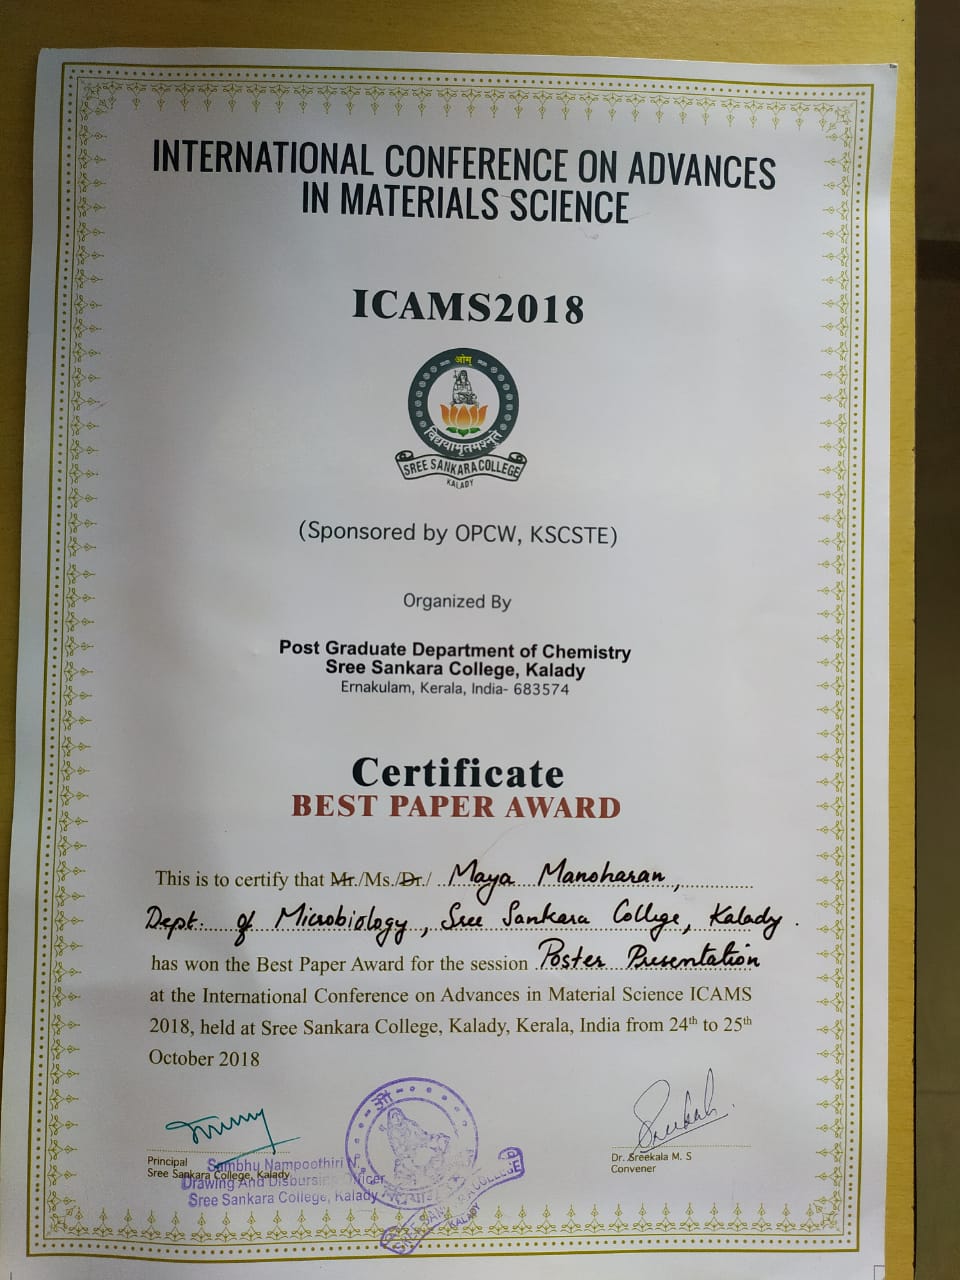 INTERNATIONAL CONFERENCE ON ADVANCES
IN MATERIALS SCIENCE
ICAMS2018
ओम्
विद्ययामृतमश्नुते
SREE SANKARA COLLEGE
KALADY
(Sponsored by OPCW, KSCSTE)
Organized By
Post Graduate Department of Chemistry
Sree Sankara College, Kalady
Ernakulam, Kerala, India- 683574
Certificate
BEST PAPER AWARD
This is to certify that Mr./Ms./Dr./ Maya Manoharan,
Dept. of Microbiology, Sree Sankara College, Kalady.
has won the Best Paper Award for the session Poster Presentation
at the International Conference on Advances in Material Science ICAMS
2018, held at Sree Sankara College, Kalady, Kerala, India from 24th to 25th
October 2018
Sreekala
Principal
Sree Sankara College, Kalady
Sambhu Nampoothiri N.
Drawing And Disbursing Officer
Sree Sankara College, Kalady
SREE SANKARA COLLEGE
KALADY
Dr. Sreekala M. S
Convener